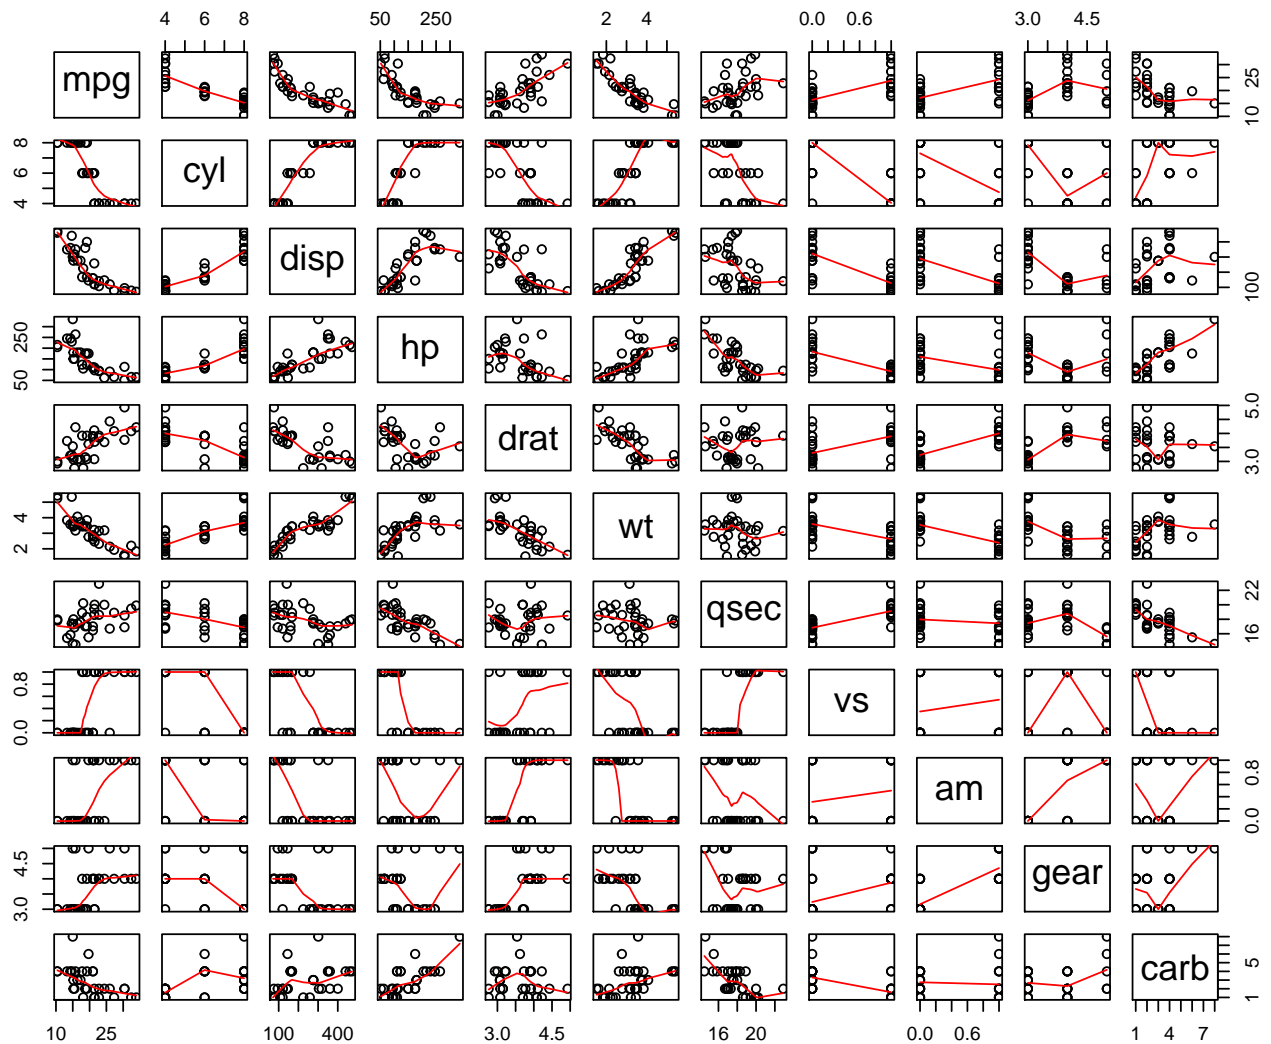 4 6 8 50 250 2 4 0.0 0.6 3.0 4.5
mpg 10 25
4 6 8 cyl
disp 100
50 250 hp
drat 3.0 5.0
2 4 wt
qsec 16 22
0.0 0.8 vs
am 0.0 0.8
3.0 4.5 gear
carb 1 5
10 25 100 400 3.0 4.5 16 20 0.0 0.6 1 4 7